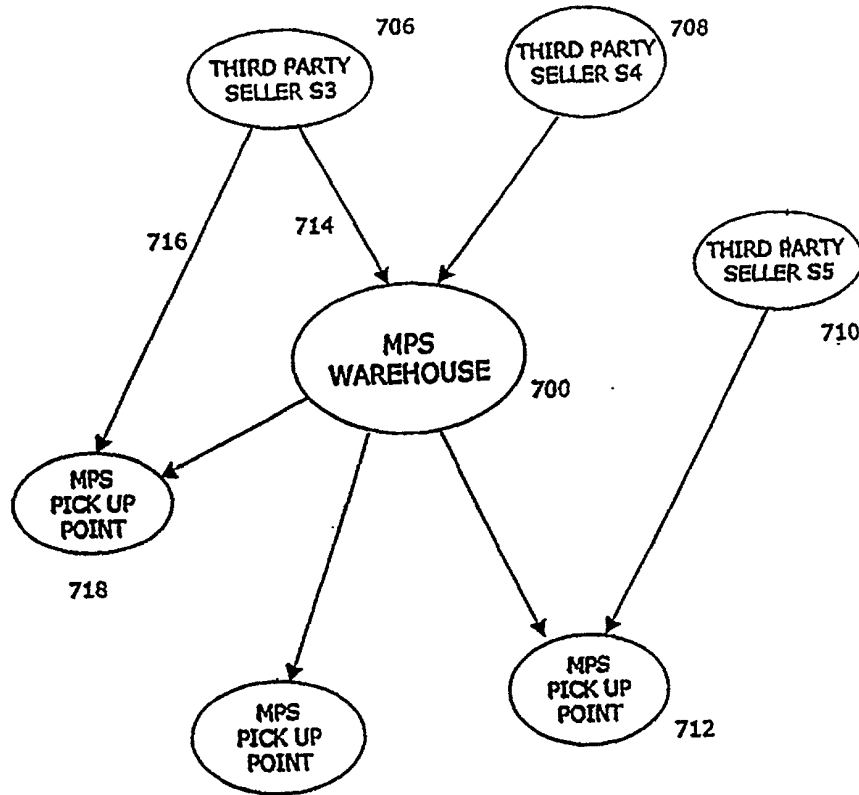 706
THIRD PARTY
SELLER S3
THIRD PARTY
SELLER S4
708
716
714
THIRD PARTY
SELLER S5
710
MPS
WAREHOUSE
700
MPS
PICK UP
POINT
718
MPS
PICK UP
POINT
MPS
PICK UP
POINT
712